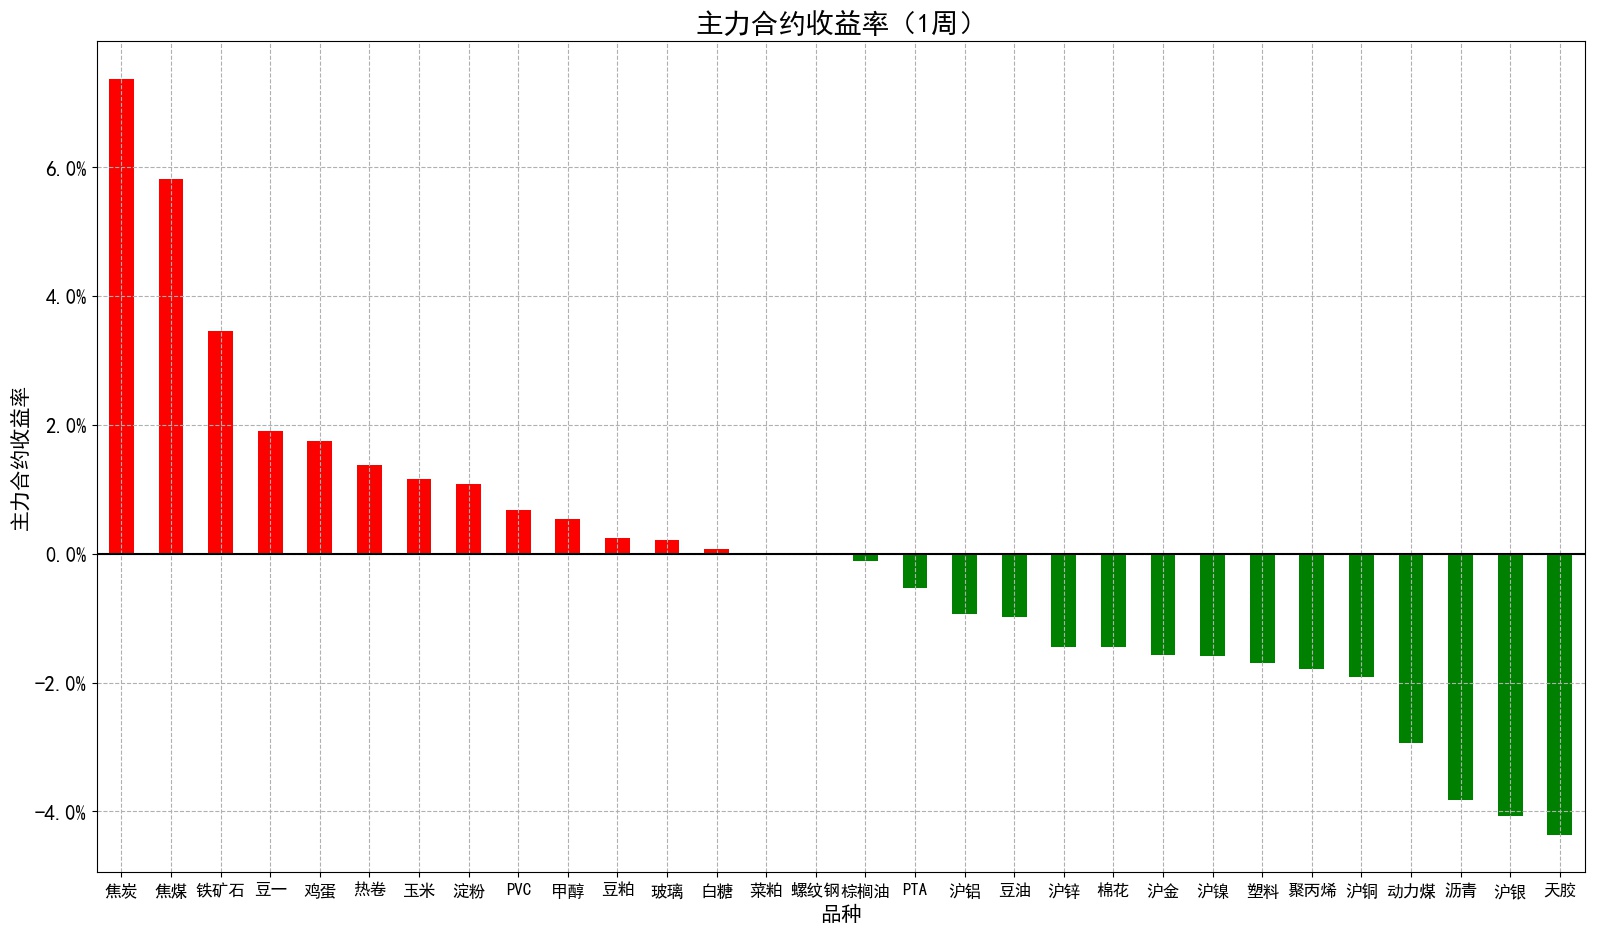 主力合约收益率（1周）
主力合约收益率
6.0%
4.0%
2.0%
0.0%
−2.0%
−4.0%
焦炭 焦煤 铁矿石 豆一 鸡蛋 热卷 玉米 淀粉 PVC 甲醇 豆粕 玻璃 白糖 菜粕 螺纹钢 棕榈油 PTA 沪铝 豆油 沪锌 棉花 沪金 沪镍 塑料 聚丙烯 沪铜 动力煤 沥青 沪银 天胶
品种